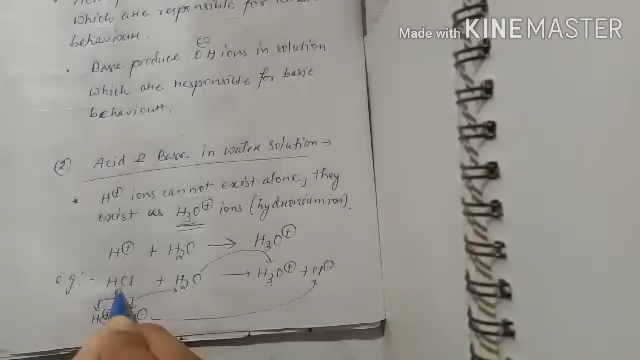 which are responsible for
behaviour.
Made with KINEMASTER
• Base produce OH⊖ ions in solution
which are responsible for basic
behaviour.
(2) Acid & Base in water solution →
* H⊕ ions cannot exist alone, they
exist as H₃O⊕ ions (hydronium ion).
H⊕ + H₂O → H₃O⊕
e.g:- HCl + H₂O → H₃O⊕ + Cl⊖
H⊕